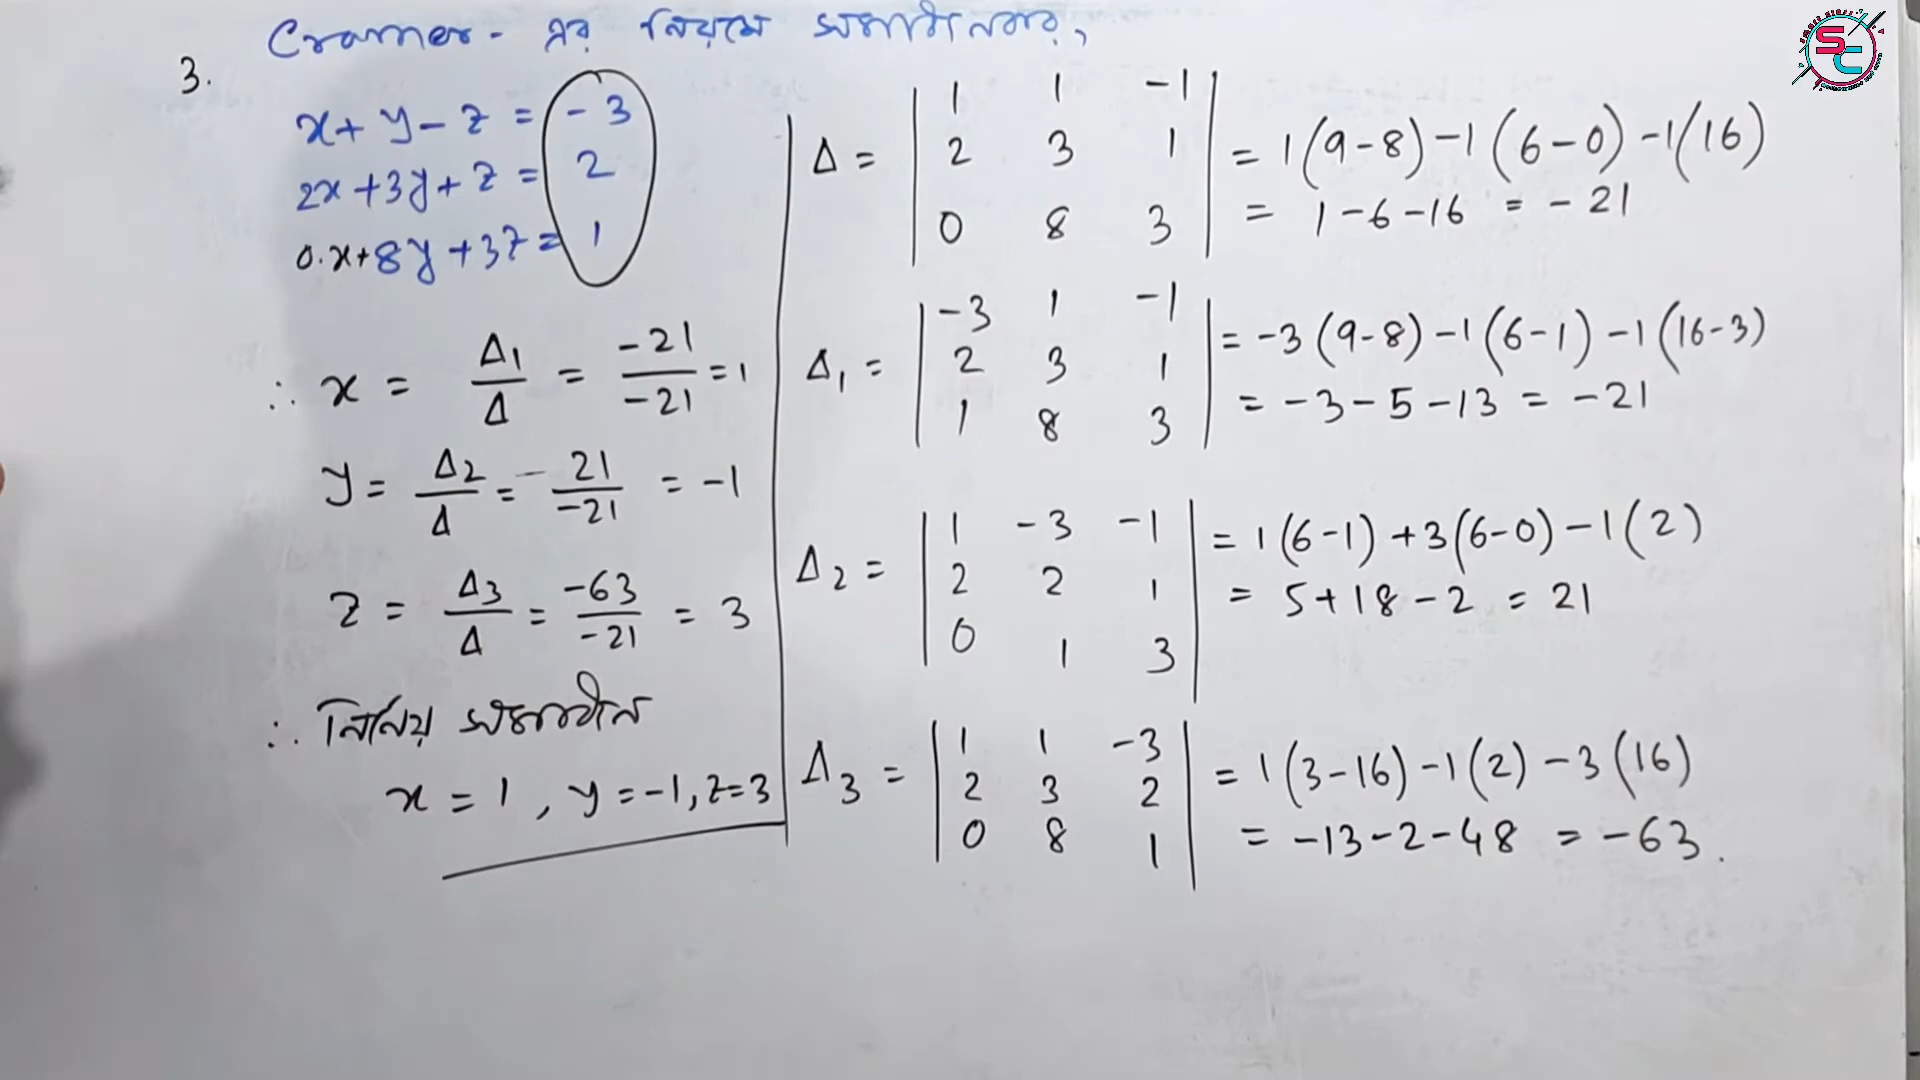 Cramer- এর নিয়মে সমাধান কর,
3.
x + y - z = - 3
2x + 3y + z = 2
0.x + 8y + 3z = 1
∴ x = Δ1/Δ = -21/-21 = 1
y = Δ2/Δ = 21/-21 = -1
z = Δ3/Δ = -63/-21 = 3
∴ নির্ণেয় সমাধান
x = 1, y = -1, z = 3
Δ = | 1 1 -1 | = 1(9-8) -1(6-0) -1(16)
| 2 3 1 | = 1-6-16 = -21
| 0 8 3 |
Δ1 = | -3 1 -1 | = -3(9-8) -1(6-1) -1(16-3)
| 2 3 1 | = -3-5-13 = -21
| 1 8 3 |
Δ2 = | 1 -3 -1 | = 1(6-1) +3(6-0) -1(2)
| 2 2 1 | = 5+18-2 = 21
| 0 1 3 |
Δ3 = | 1 1 -3 | = 1(3-16) -1(2) -3(16)
| 2 3 2 | = -13-2-48 = -63.
| 0 8 1 |
SC